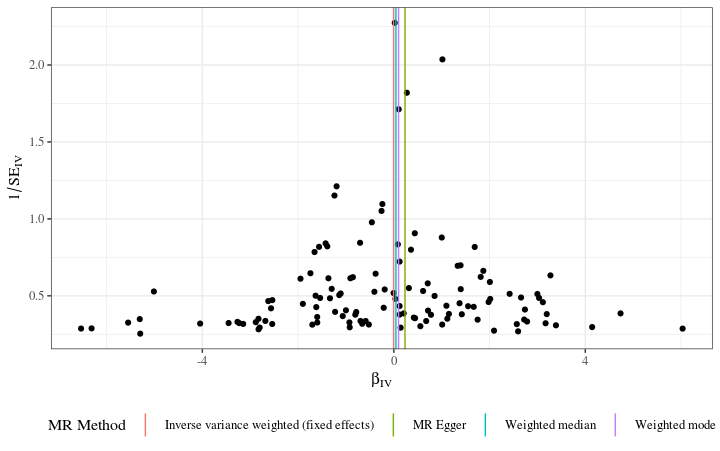 2.0
1.5
1.0
0.5
1/SE_IV
-4 0 4
β_IV
MR Method Inverse variance weighted (fixed effects) MR Egger Weighted median Weighted mode